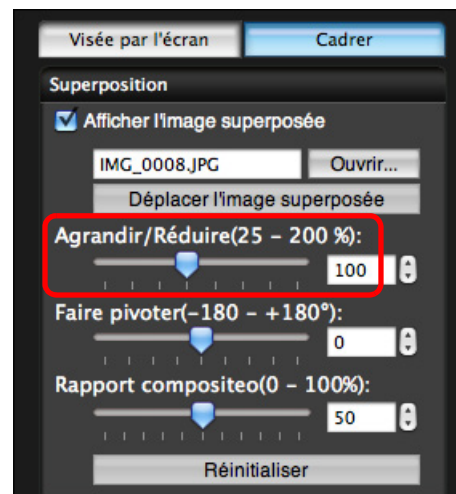 Visée par l'écran Cadrer
Superposition
Afficher l'image superposée
IMG_0008.JPG Ouvrir...
Déplacer l'image superposée
Agrandir/Réduire(25 – 200 %):
100
Faire pivoter(–180 – +180°):
0
Rapport compositeo(0 – 100%):
50
Réinitialiser